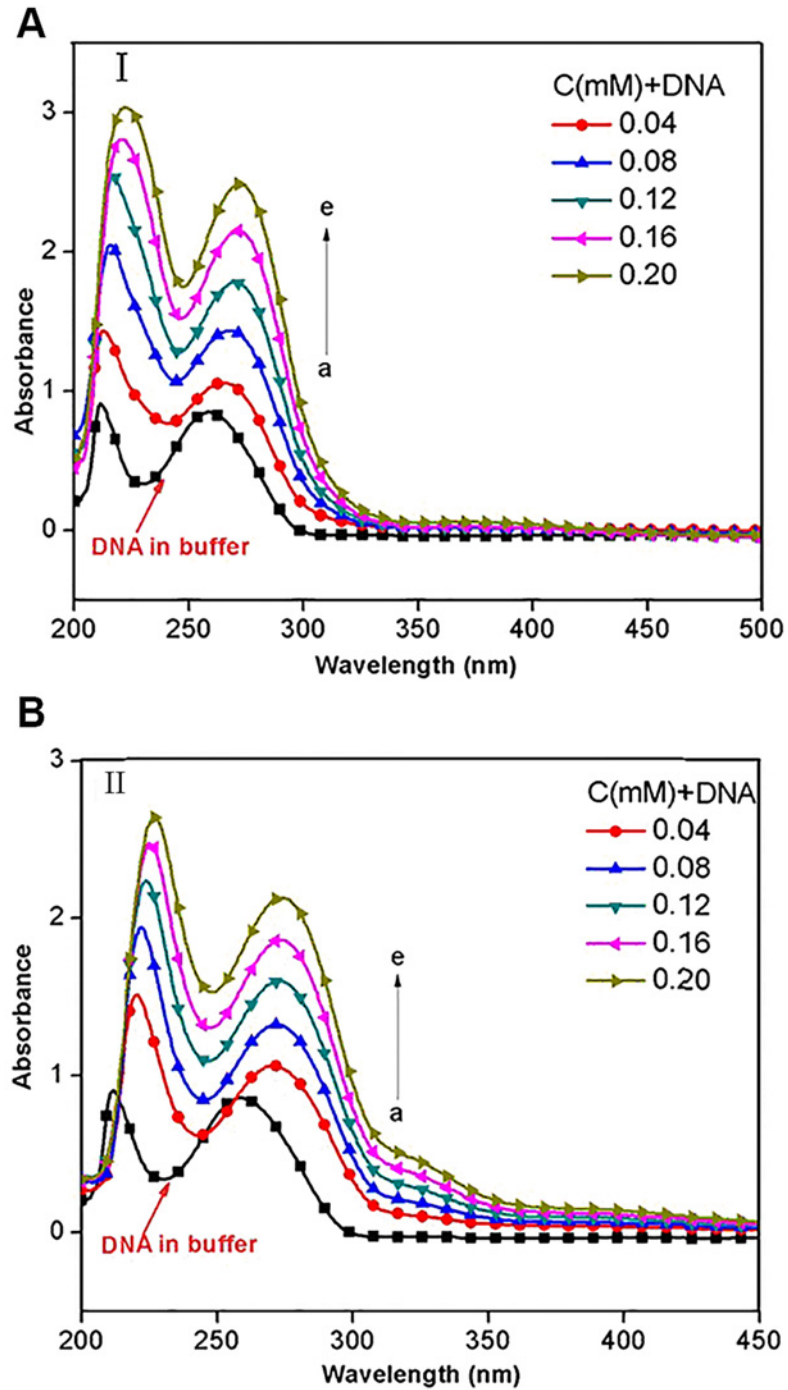 A
I
C(mM)+DNA
0.04
0.08
0.12
0.16
0.20
e
a
DNA in buffer
3
2
1
0
Absorbance
200 250 300 350 400 450 500
Wavelength (nm)
B
II
C(mM)+DNA
0.04
0.08
0.12
0.16
0.20
e
a
DNA in buffer
3
2
1
0
Absorbance
200 250 300 350 400 450
Wavelength (nm)